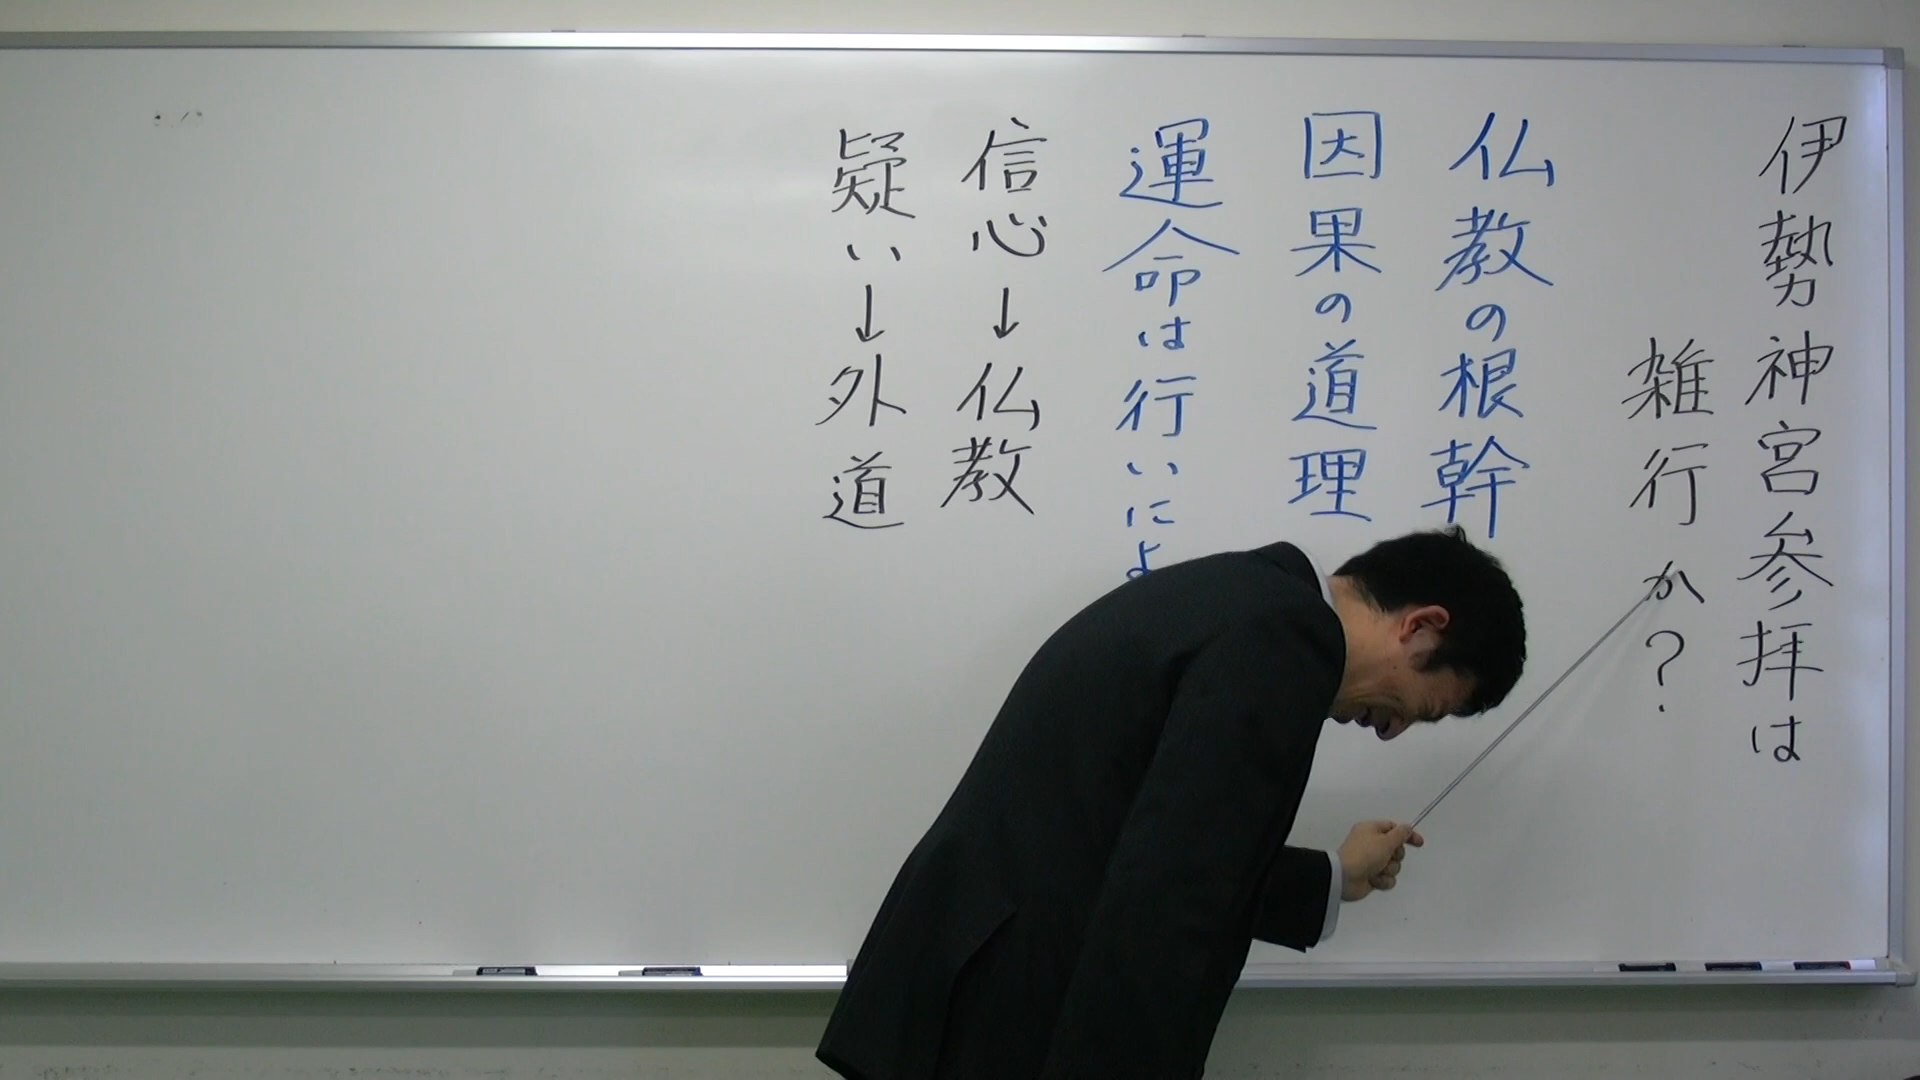 伊勢神宮参拝は
雑行か?
仏教の根幹
因果の道理
運命は行いによ
信心→仏教
疑い→外道